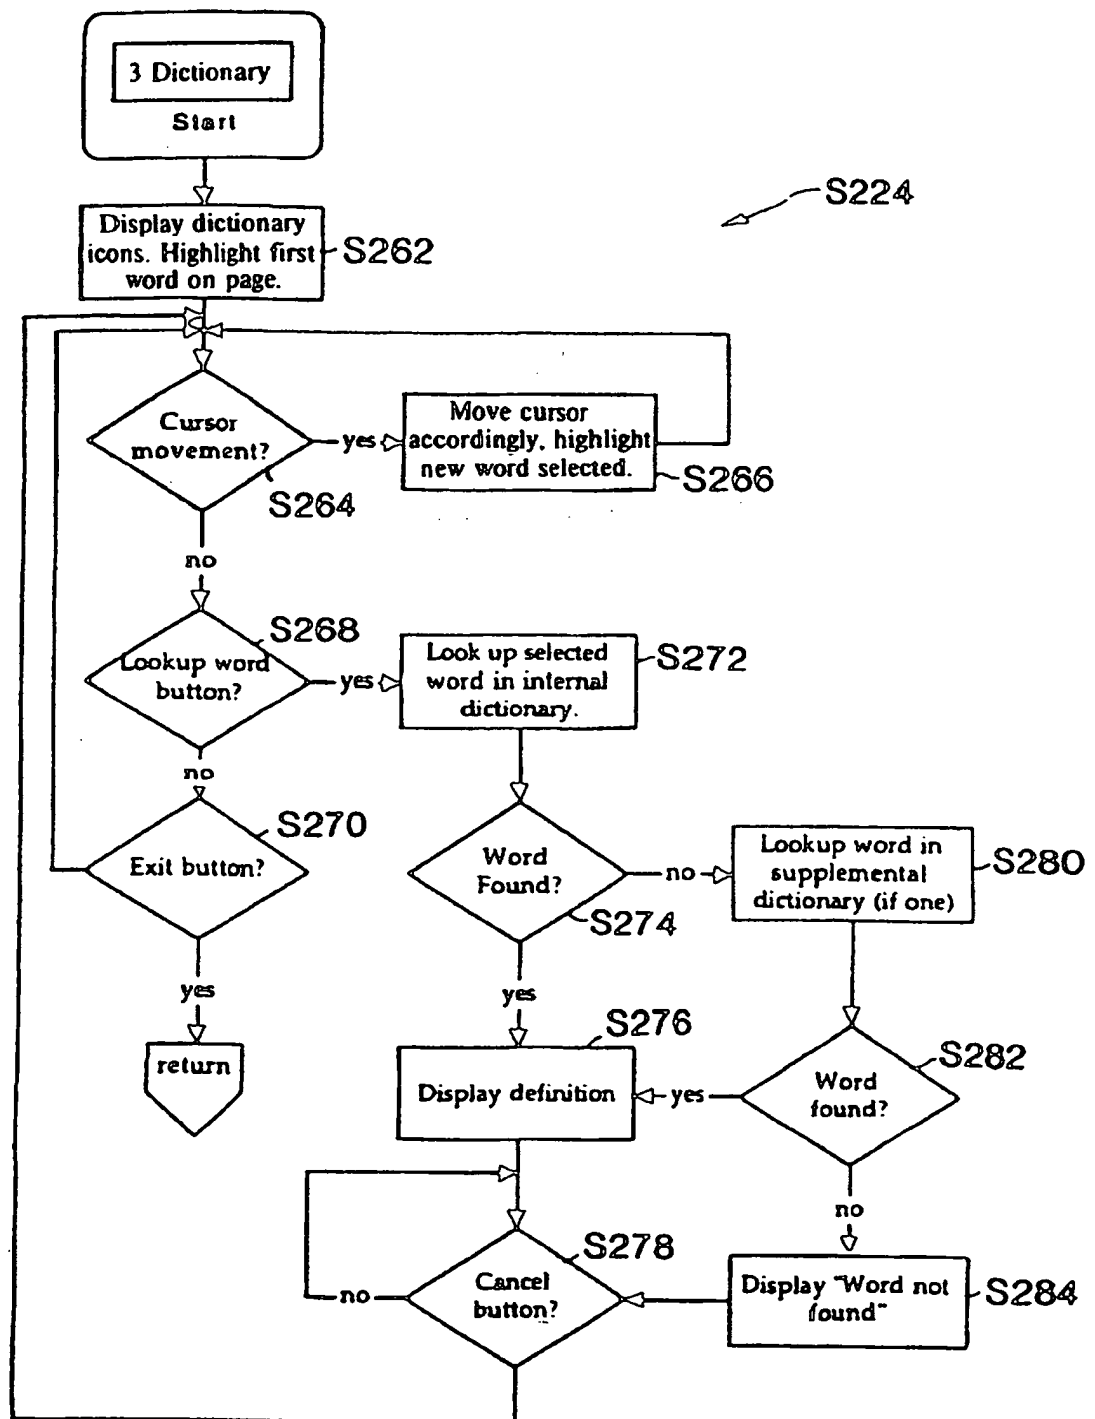 3 Dictionary
Start
S224
Display dictionary
icons. Highlight first
word on page.
S262
Cursor
movement?
S264
yes
Move cursor
accordingly, highlight
new word selected.
S266
no
Lookup word
button?
S268
yes
Look up selected
word in internal
dictionary.
S272
no
Exit button?
S270
yes
return
Word
Found?
S274
no
Lookup word in
supplemental
dictionary (if one)
S280
yes
Display definition
S276
yes
Word
found?
S282
no
Cancel
button?
S278
no
Display "Word not
found"
S284